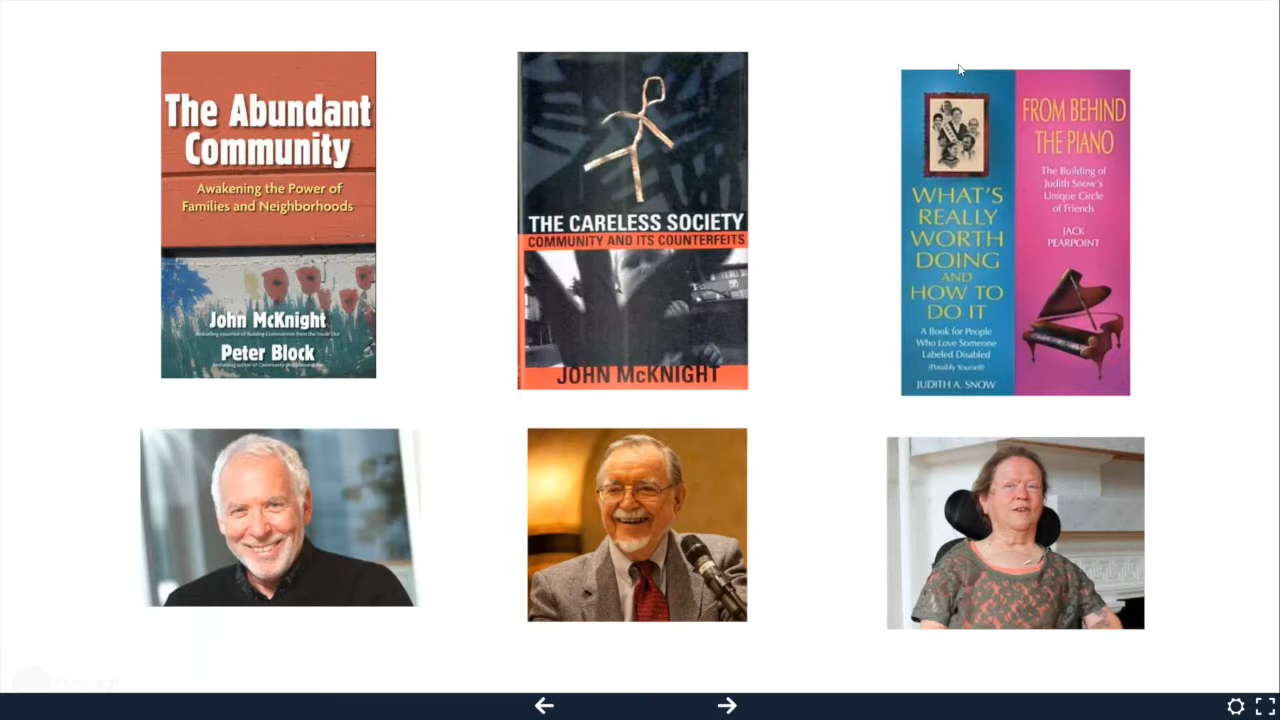 The Abundant
Community
Awakening the Power of
Families and Neighborhoods
John McKnight
Peter Block
THE CARELESS SOCIETY
COMMUNITY AND ITS COUNTERFEITS
JOHN McKNIGHT
WHAT'S
REALLY
WORTH
DOING
AND
HOW TO
DO IT
A Book for People
Who Love Someone
Labeled Disabled
(Possibly Yourself)
JUDITH A. SNOW
FROM BEHIND
THE PIANO
The Building of
Judith Snow's
Unique Circle
of Friends
JACK
PEARPOINT